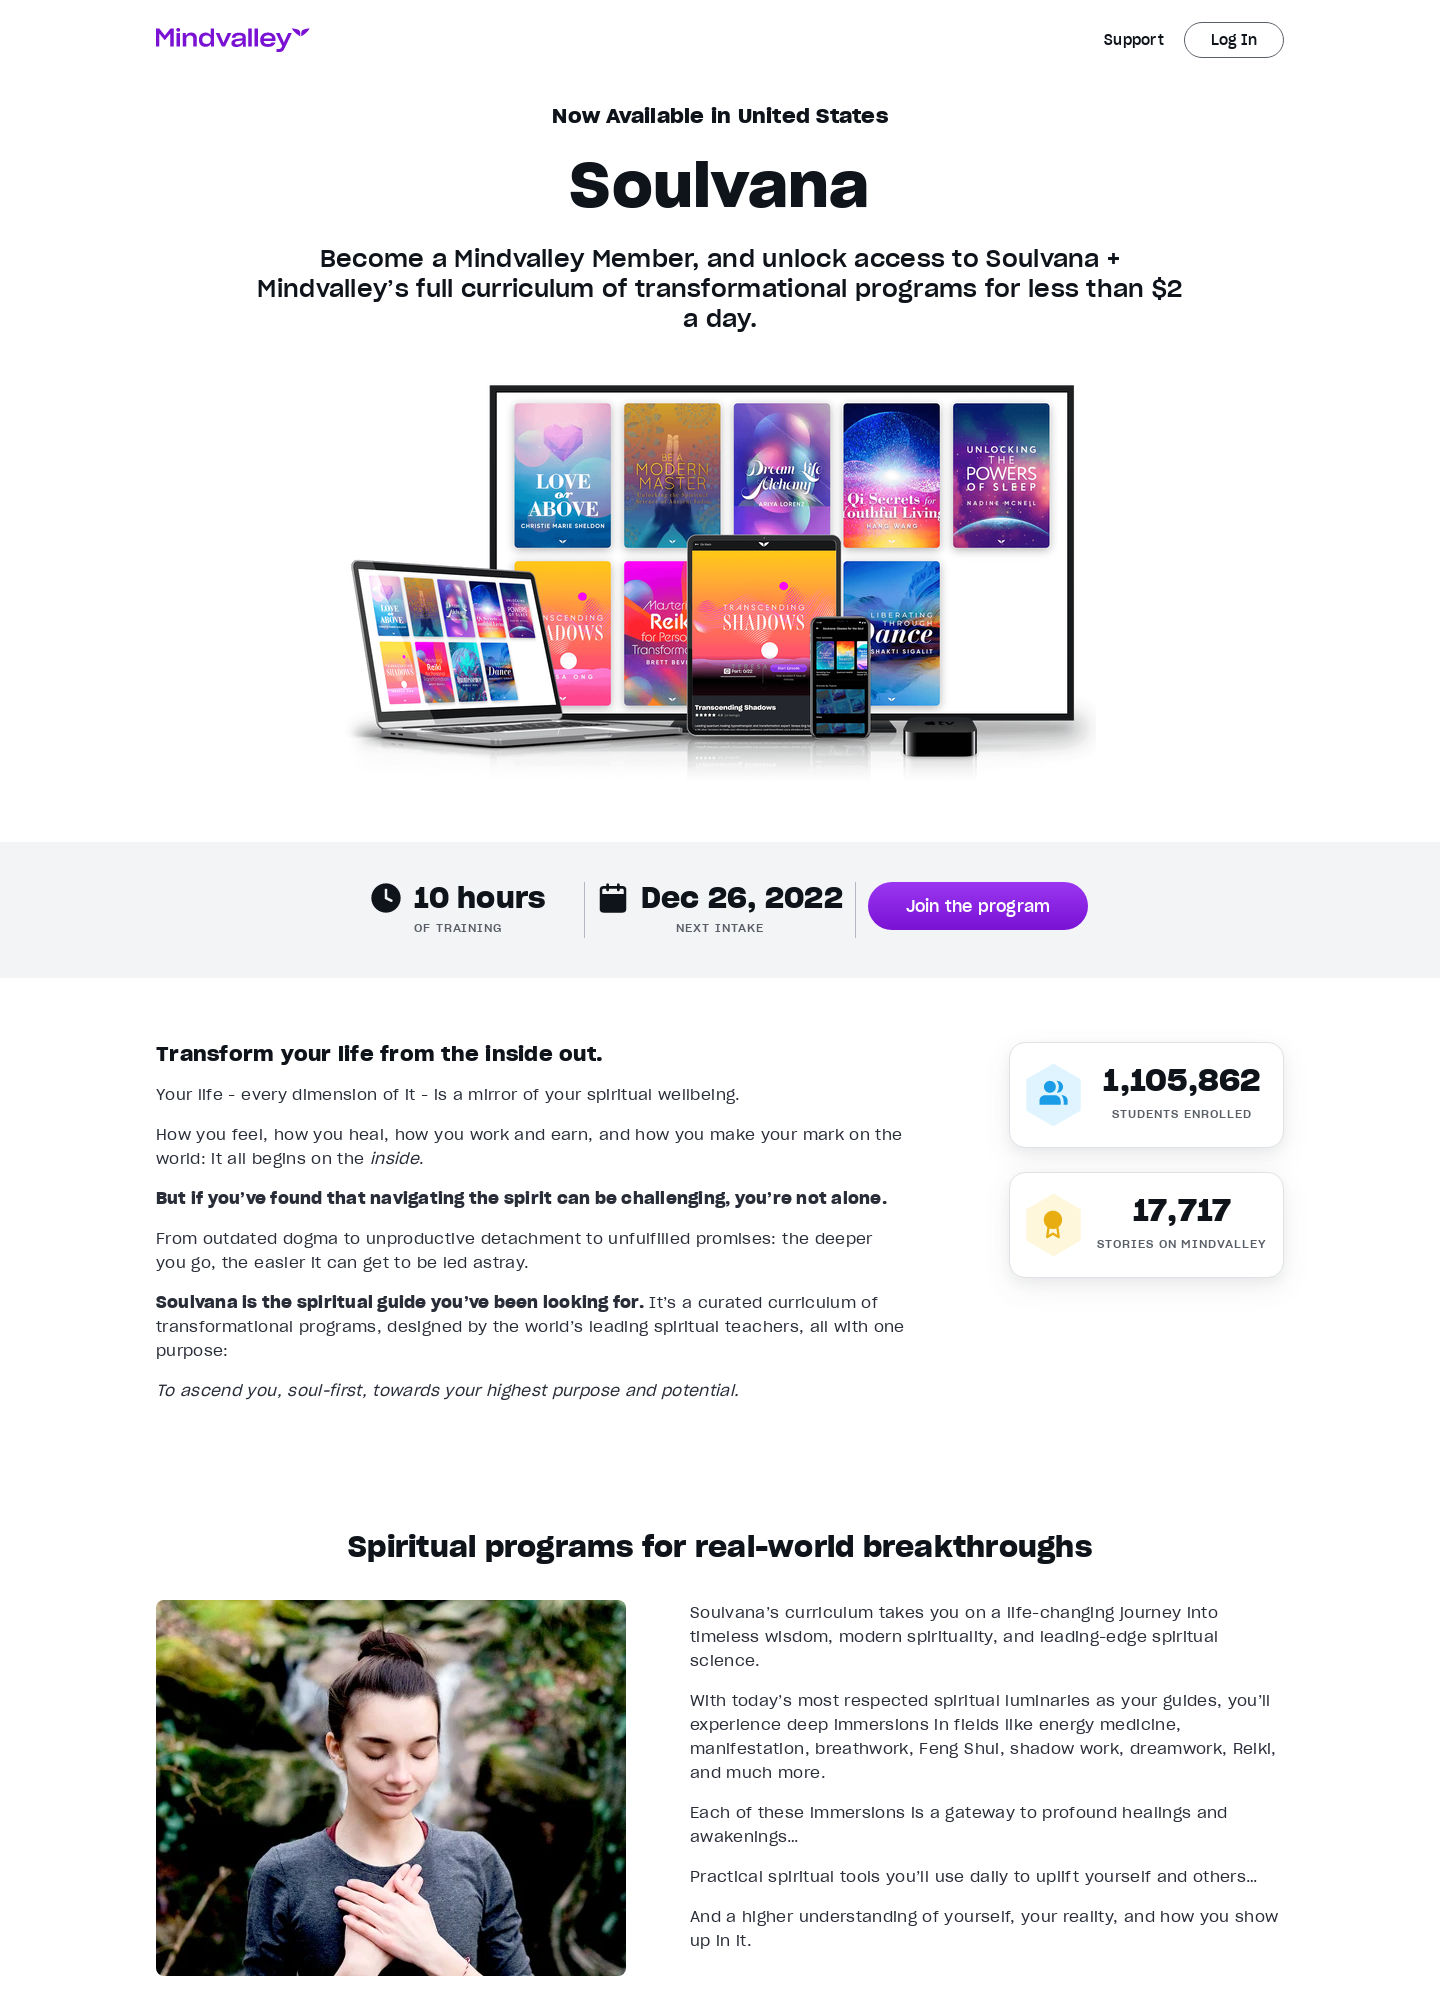 Mindvalley
Support
Log In
Now Available in United States
Soulvana
Become a Mindvalley Member, and unlock access to Soulvana +
Mindvalley's full curriculum of transformational programs for less than $2
a day.
LOVE
or
ABOVE
CHRISTIE MARIE SHELDON
BE A
MODERN
MASTER
Dream Life
Alchemy
ARIYA LORENZ
Qi Secrets for
Youthful Living
HANG WANG
UNLOCKING
THE
POWERS
OF SLEEP
NADINE MCNEIL
TRANSCENDING
SHADOWS
Transcending Shadows
LIBERATING
THROUGH
Dance
SHAKTI SIGALIT
tv
10 hours
OF TRAINING
Dec 26, 2022
NEXT INTAKE
Join the program
Transform your life from the inside out.
Your life - every dimension of it - is a mirror of your spiritual wellbeing.
How you feel, how you heal, how you work and earn, and how you make your mark on the
world: It all begins on the inside.
But if you've found that navigating the spirit can be challenging, you're not alone.
From outdated dogma to unproductive detachment to unfulfilled promises: the deeper
you go, the easier it can get to be led astray.
Soulvana is the spiritual guide you've been looking for. It's a curated curriculum of
transformational programs, designed by the world's leading spiritual teachers, all with one
purpose:
To ascend you, soul-first, towards your highest purpose and potential.
1,105,862
STUDENTS ENROLLED
17,717
STORIES ON MINDVALLEY
Spiritual programs for real-world breakthroughs
Soulvana's curriculum takes you on a life-changing journey into
timeless wisdom, modern spirituality, and leading-edge spiritual
science.
With today's most respected spiritual luminaries as your guides, you'll
experience deep immersions in fields like energy medicine,
manifestation, breathwork, Feng Shui, shadow work, dreamwork, Reiki,
and much more.
Each of these immersions is a gateway to profound healings and
awakenings...
Practical spiritual tools you'll use daily to uplift yourself and others...
And a higher understanding of yourself, your reality, and how you show
up in it.